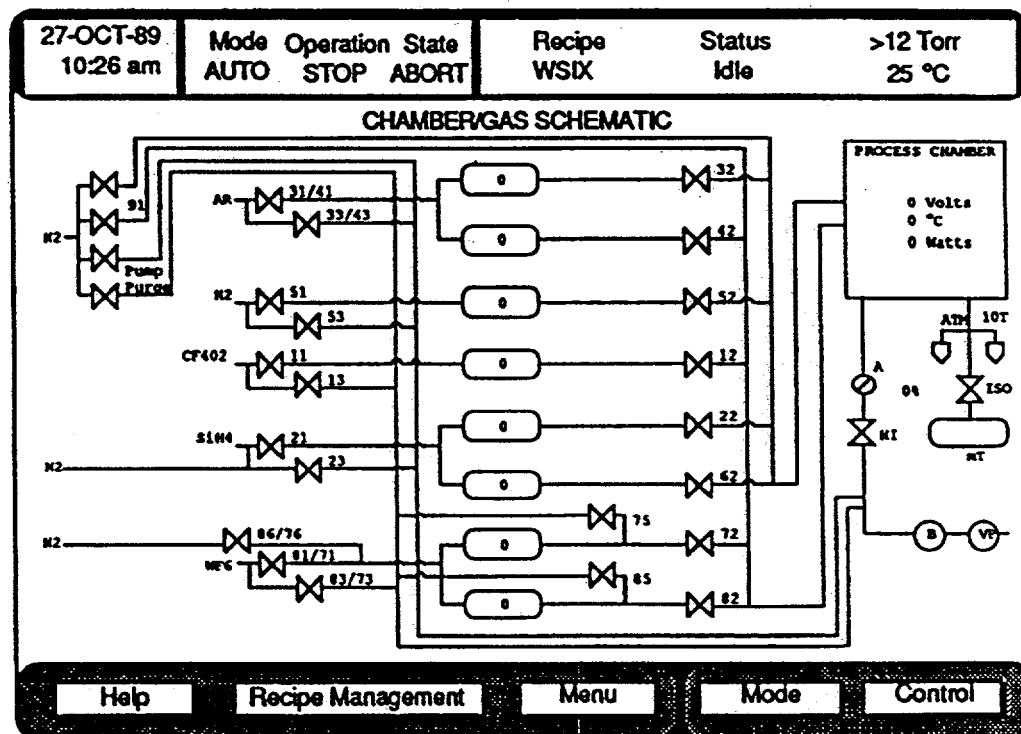 27-OCT-89
10:26 am
Mode Operation State
AUTO STOP ABORT
Recipe Status >12 Torr
WSIX Idle 25 °C
CHAMBER/GAS SCHEMATIC
PROCESS CHAMBER
0 Volts
0 °C
0 Watts
N2
91
Pump
Purge
AR
31/41
33/43
0
32
0
42
N2
51
53
0
52
CF402
11
13
0
12
SiH4
21
23
N2
0
22
0
62
N2
86/76
WF6
81/71
83/73
75
0
72
85
0
82
ATM 10T
A
0%
ISO
HI
MT
B
VP
Help Recipe Management Menu Mode Control